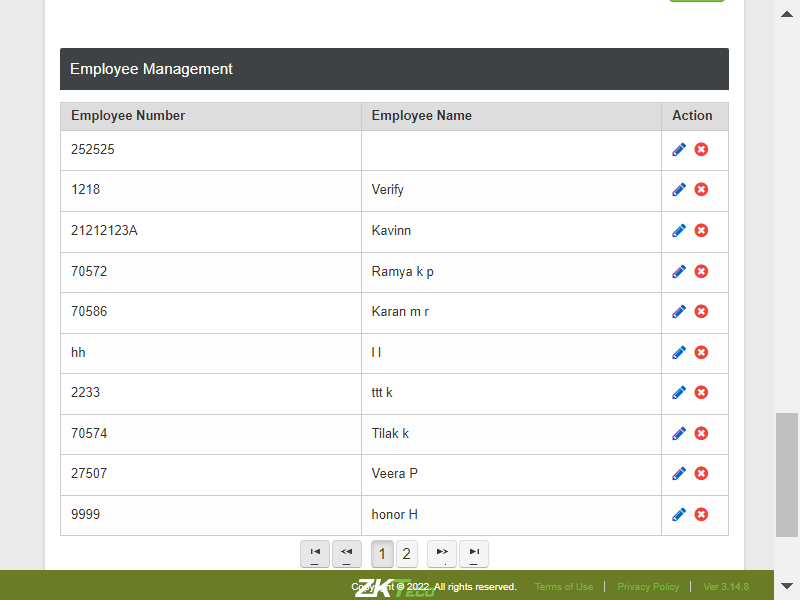 Employee Management
Employee Number Employee Name Action
252525
1218 Verify
21212123A Kavinn
70572 Ramya k p
70586 Karan m r
hh l l
2233 ttt k
70574 Tilak k
27507 Veera P
9999 honor H
1 2
ZKTeco
Copyright © 2022. All rights reserved. Terms of Use | Privacy Policy | Ver 3.14.8